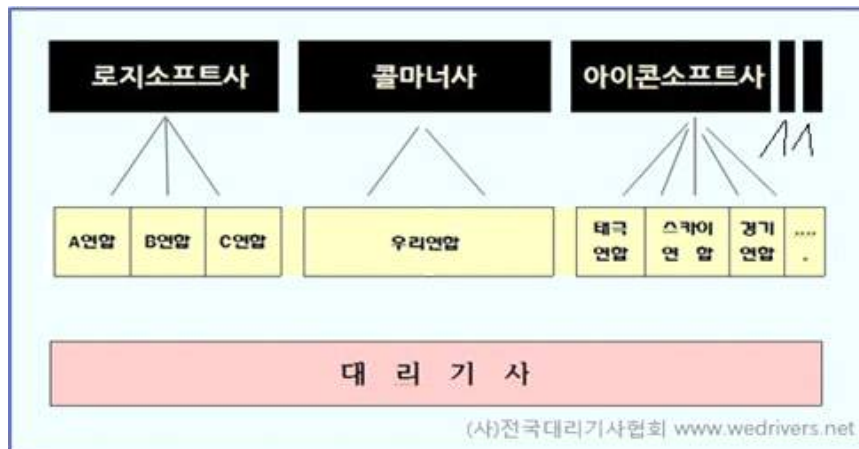 로지소프트사 콜마너사 아이콘소프트사
A연합 B연합 C연합 우리연합 태극 연합 스카이 연 합 경기 연합 ..... .
대 리 기 사
(사)전국대리기사협회 www.wedrivers.net